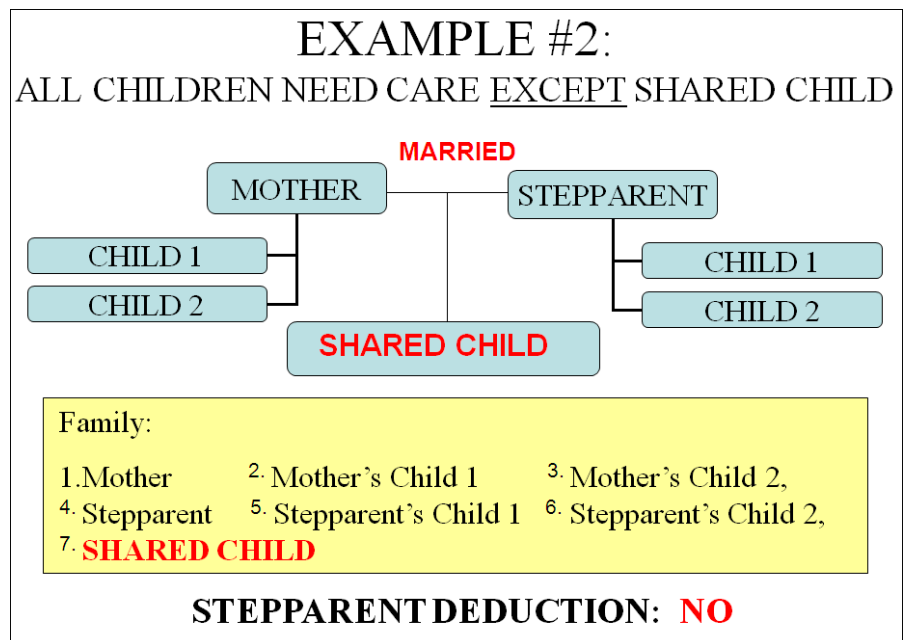 EXAMPLE #2:
ALL CHILDREN NEED CARE EXCEPT SHARED CHILD
MARRIED
MOTHER
STEPPARENT
CHILD 1
CHILD 1
CHILD 2
CHILD 2
SHARED CHILD
Family:
1.Mother 2. Mother's Child 1 3. Mother's Child 2,
4. Stepparent 5. Stepparent's Child 1 6. Stepparent's Child 2,
7. SHARED CHILD
STEPPARENT DEDUCTION: NO